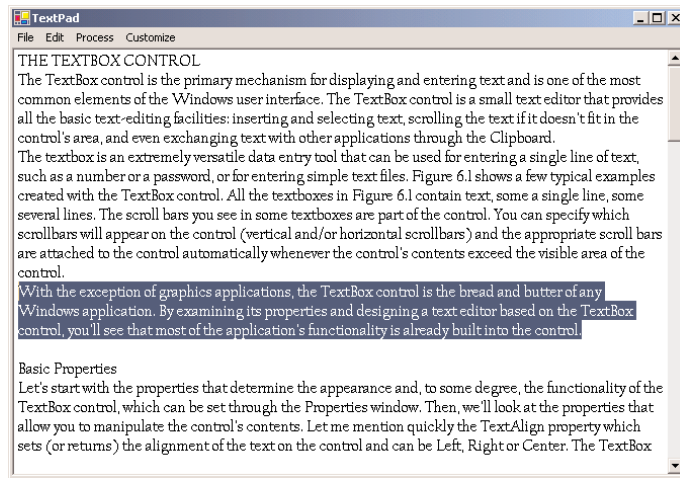 TextPad
File Edit Process Customize
THE TEXTBOX CONTROL
The TextBox control is the primary mechanism for displaying and entering text and is one of the most
common elements of the Windows user interface. The TextBox control is a small text editor that provides
all the basic text-editing facilities: inserting and selecting text, scrolling the text if it doesn't fit in the
control's area, and even exchanging text with other applications through the Clipboard.
The textbox is an extremely versatile data entry tool that can be used for entering a single line of text,
such as a number or a password, or for entering simple text files. Figure 6.1 shows a few typical examples
created with the TextBox control. All the textboxes in Figure 6.1 contain text, some a single line, some
several lines. The scroll bars you see in some textboxes are part of the control. You can specify which
scrollbars will appear on the control (vertical and/or horizontal scrollbars) and the appropriate scroll bars
are attached to the control automatically whenever the control's contents exceed the visible area of the
control.
With the exception of graphics applications, the TextBox control is the bread and butter of any
Windows application. By examining its properties and designing a text editor based on the TextBox
control, you'll see that most of the application's functionality is already built into the control.
Basic Properties
Let's start with the properties that determine the appearance and, to some degree, the functionality of the
TextBox control, which can be set through the Properties window. Then, we'll look at the properties that
allow you to manipulate the control's contents. Let me mention quickly the TextAlign property which
sets (or returns) the alignment of the text on the control and can be Left, Right or Center. The TextBox